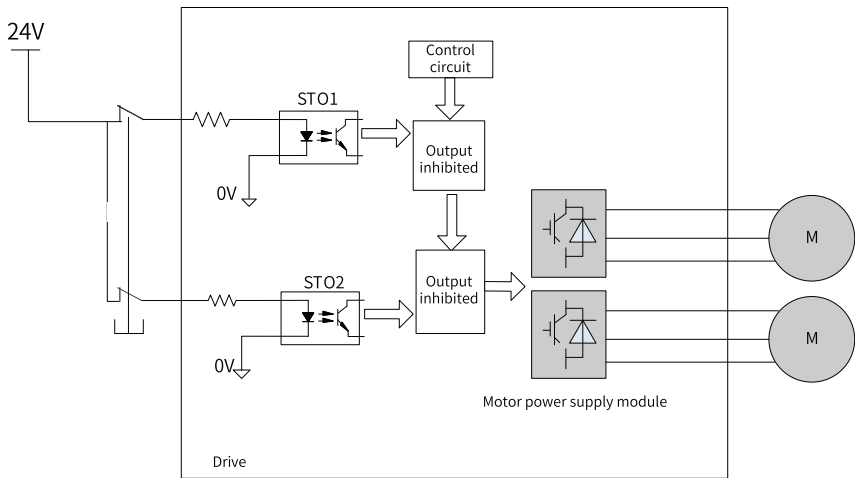 24V
Control
circuit
STO1
Output
inhibited
0V
M
STO2
Output
inhibited
0V
M
Motor power supply module
Drive